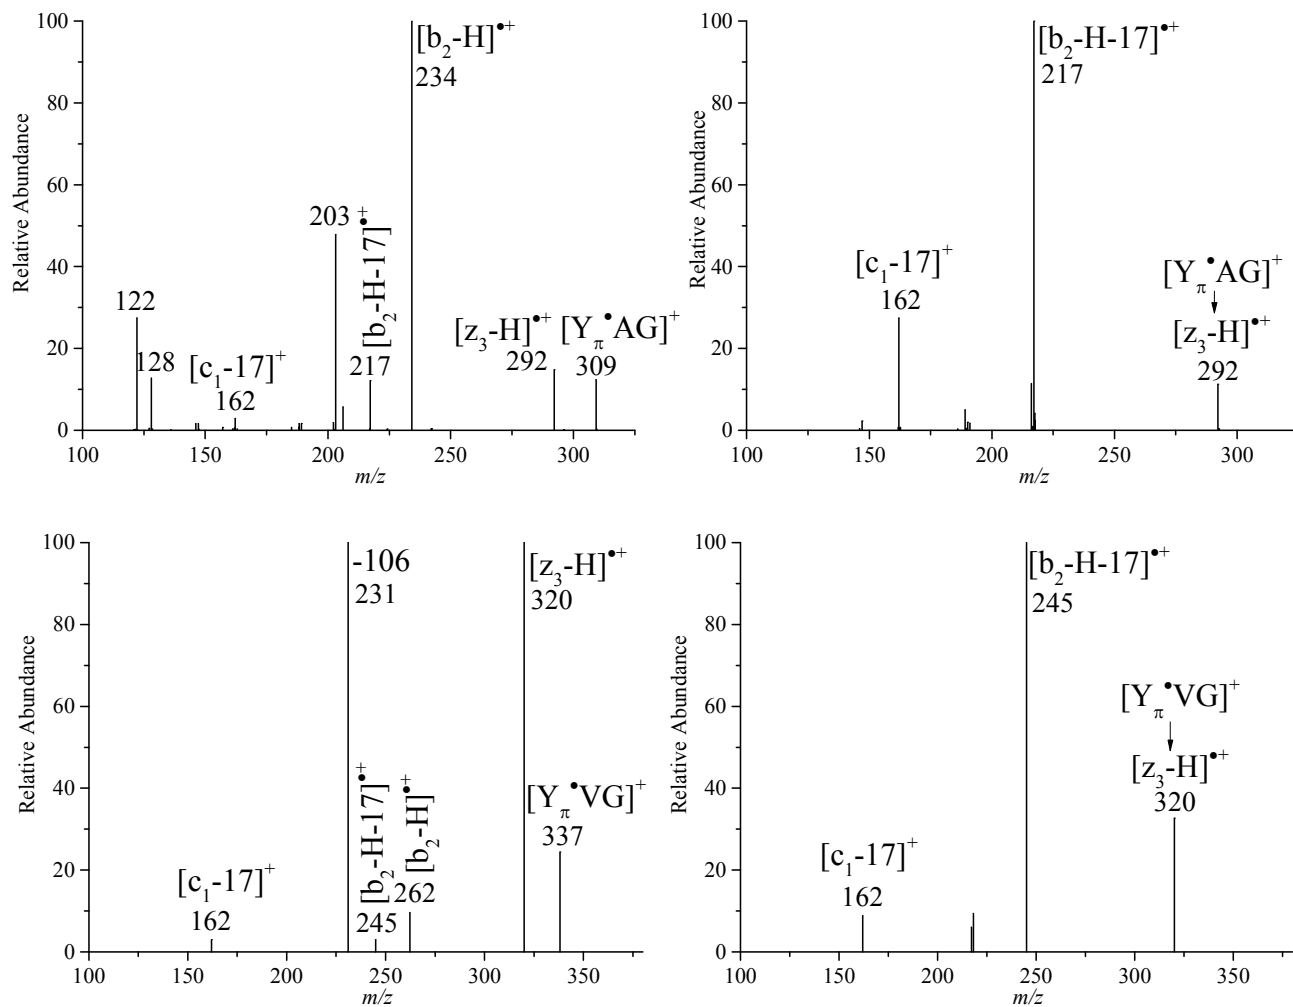 100
80
60
40
20
0
Relative Abundance
100
150
200
250
300
m/z
[b₂-H]•⁺
234
203
[b₂-H-17]•⁺
217
122
128
[c₁-17]⁺
162
[z₃-H]•⁺
292
[Yπ•AG]⁺
309
100
80
60
40
20
0
Relative Abundance
100
150
200
250
300
m/z
[b₂-H-17]•⁺
217
[c₁-17]⁺
162
[Yπ•AG]⁺
[z₃-H]•⁺
292
100
80
60
40
20
0
Relative Abundance
100
150
200
250
300
350
m/z
-106
231
[z₃-H]•⁺
320
[b₂-H-17]•⁺
245
[b₂-H]•⁺
262
[Yπ•VG]⁺
337
[c₁-17]⁺
162
100
80
60
40
20
0
Relative Abundance
100
150
200
250
300
350
m/z
[b₂-H-17]•⁺
245
[Yπ•VG]⁺
[z₃-H]•⁺
320
[c₁-17]⁺
162